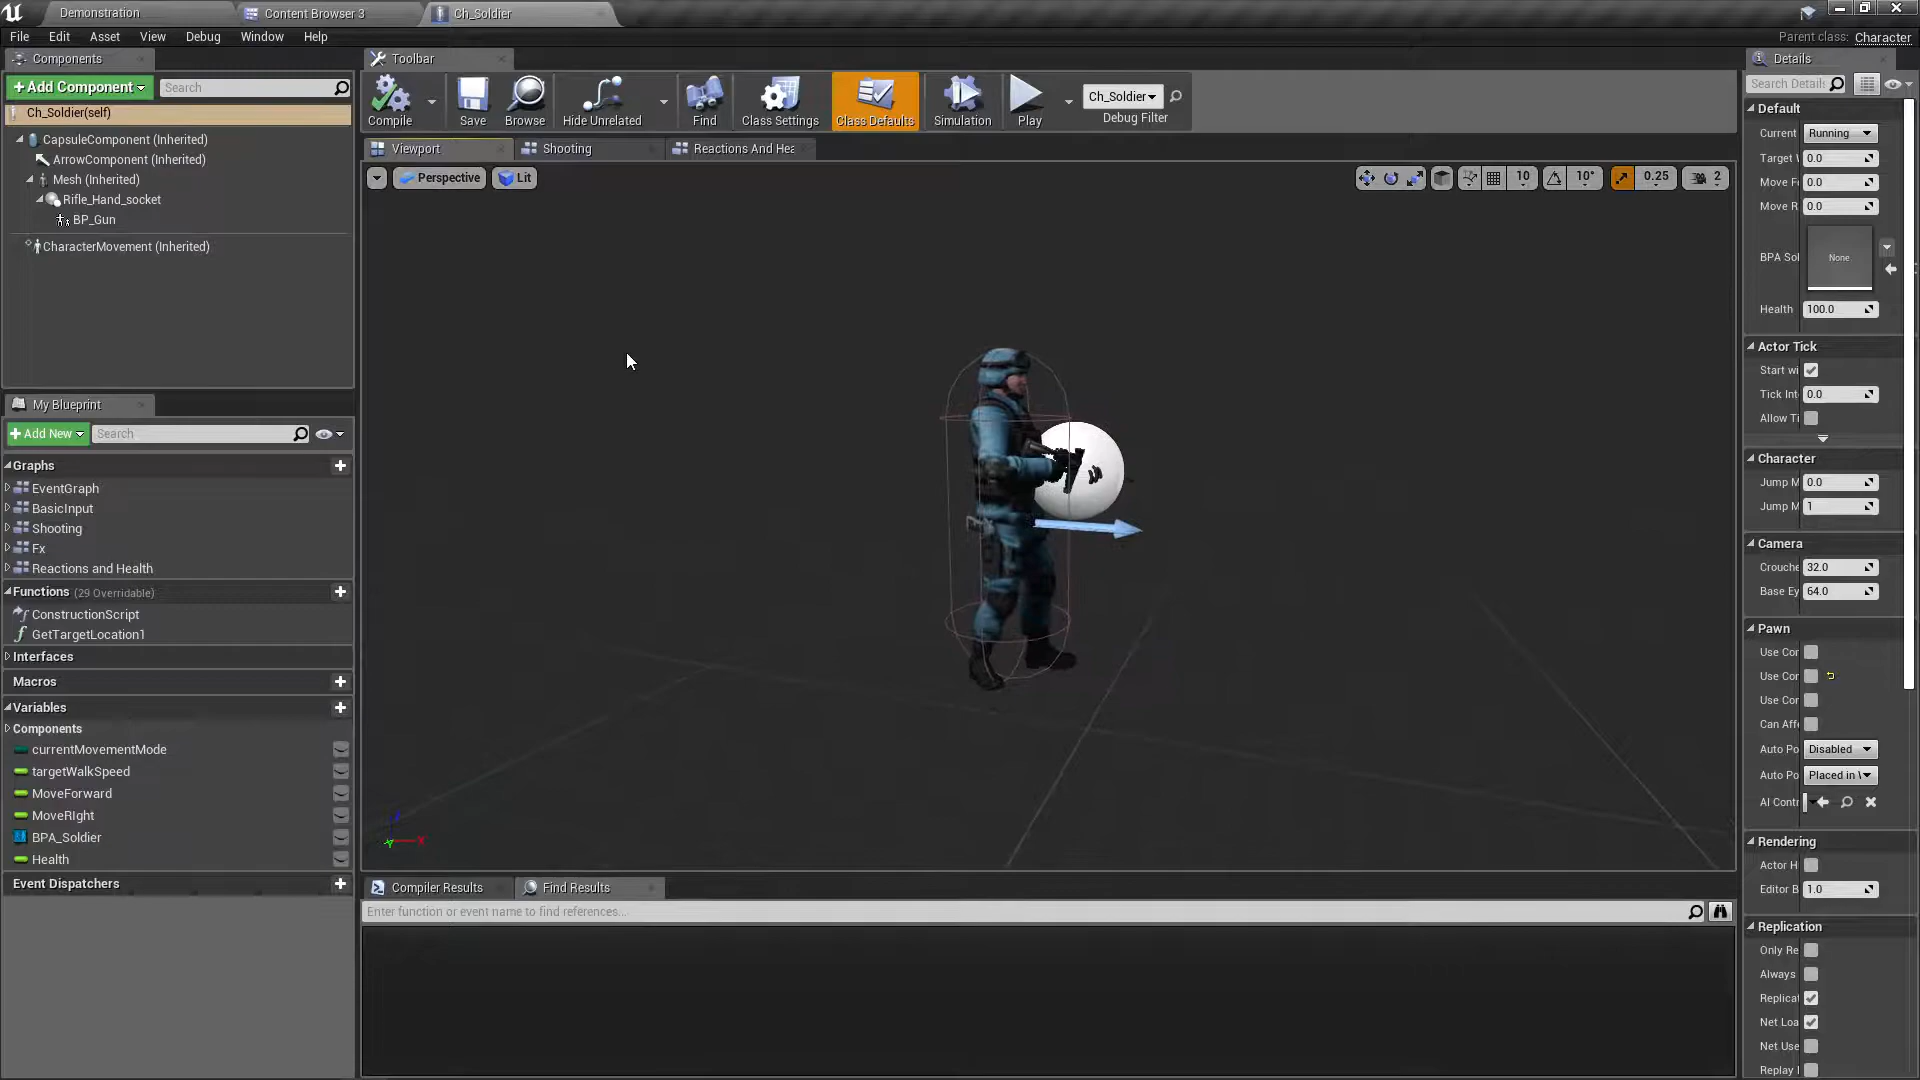 Demonstration
Content Browser 3
Ch_Soldier
File Edit Asset View Debug Window Help
Parent class: Character
Components
+ Add Component
Search
Ch_Soldier(self)
CapsuleComponent (Inherited)
ArrowComponent (Inherited)
Mesh (Inherited)
Rifle_Hand_socket
BP_Gun
CharacterMovement (Inherited)
My Blueprint
+ Add New
Search
Graphs
EventGraph
BasicInput
Shooting
Fx
Reactions and Health
Functions (29 Overridable)
ConstructionScript
GetTargetLocation1
Interfaces
Macros
Variables
Components
currentMovementMode
targetWalkSpeed
MoveForward
MoveRIght
BPA_Soldier
Health
Event Dispatchers
Toolbar
Compile
Save
Browse
Hide Unrelated
Find
Class Settings
Class Defaults
Simulation
Play
Ch_Soldier
Debug Filter
Viewport
Shooting
Reactions And Hea
Perspective
Lit
10
10°
0.25
2
Z
X
Y
Compiler Results
Find Results
Enter function or event name to find references...
Details
Search Details
Default
Current Running
Target 0.0
Move F 0.0
Move R 0.0
BPA Sol None
Health 100.0
Actor Tick
Start wi
Tick Int 0.0
Allow Ti
Character
Jump M 0.0
Jump M 1
Camera
Crouche 32.0
Base Ey 64.0
Pawn
Use Cor
Use Cor
Use Cor
Can Affe
Auto Po Disabled
Auto Po Placed in
AI Contr
Rendering
Actor H
Editor B 1.0
Replication
Only Re
Always
Replicat
Net Loa
Net Use
Replay